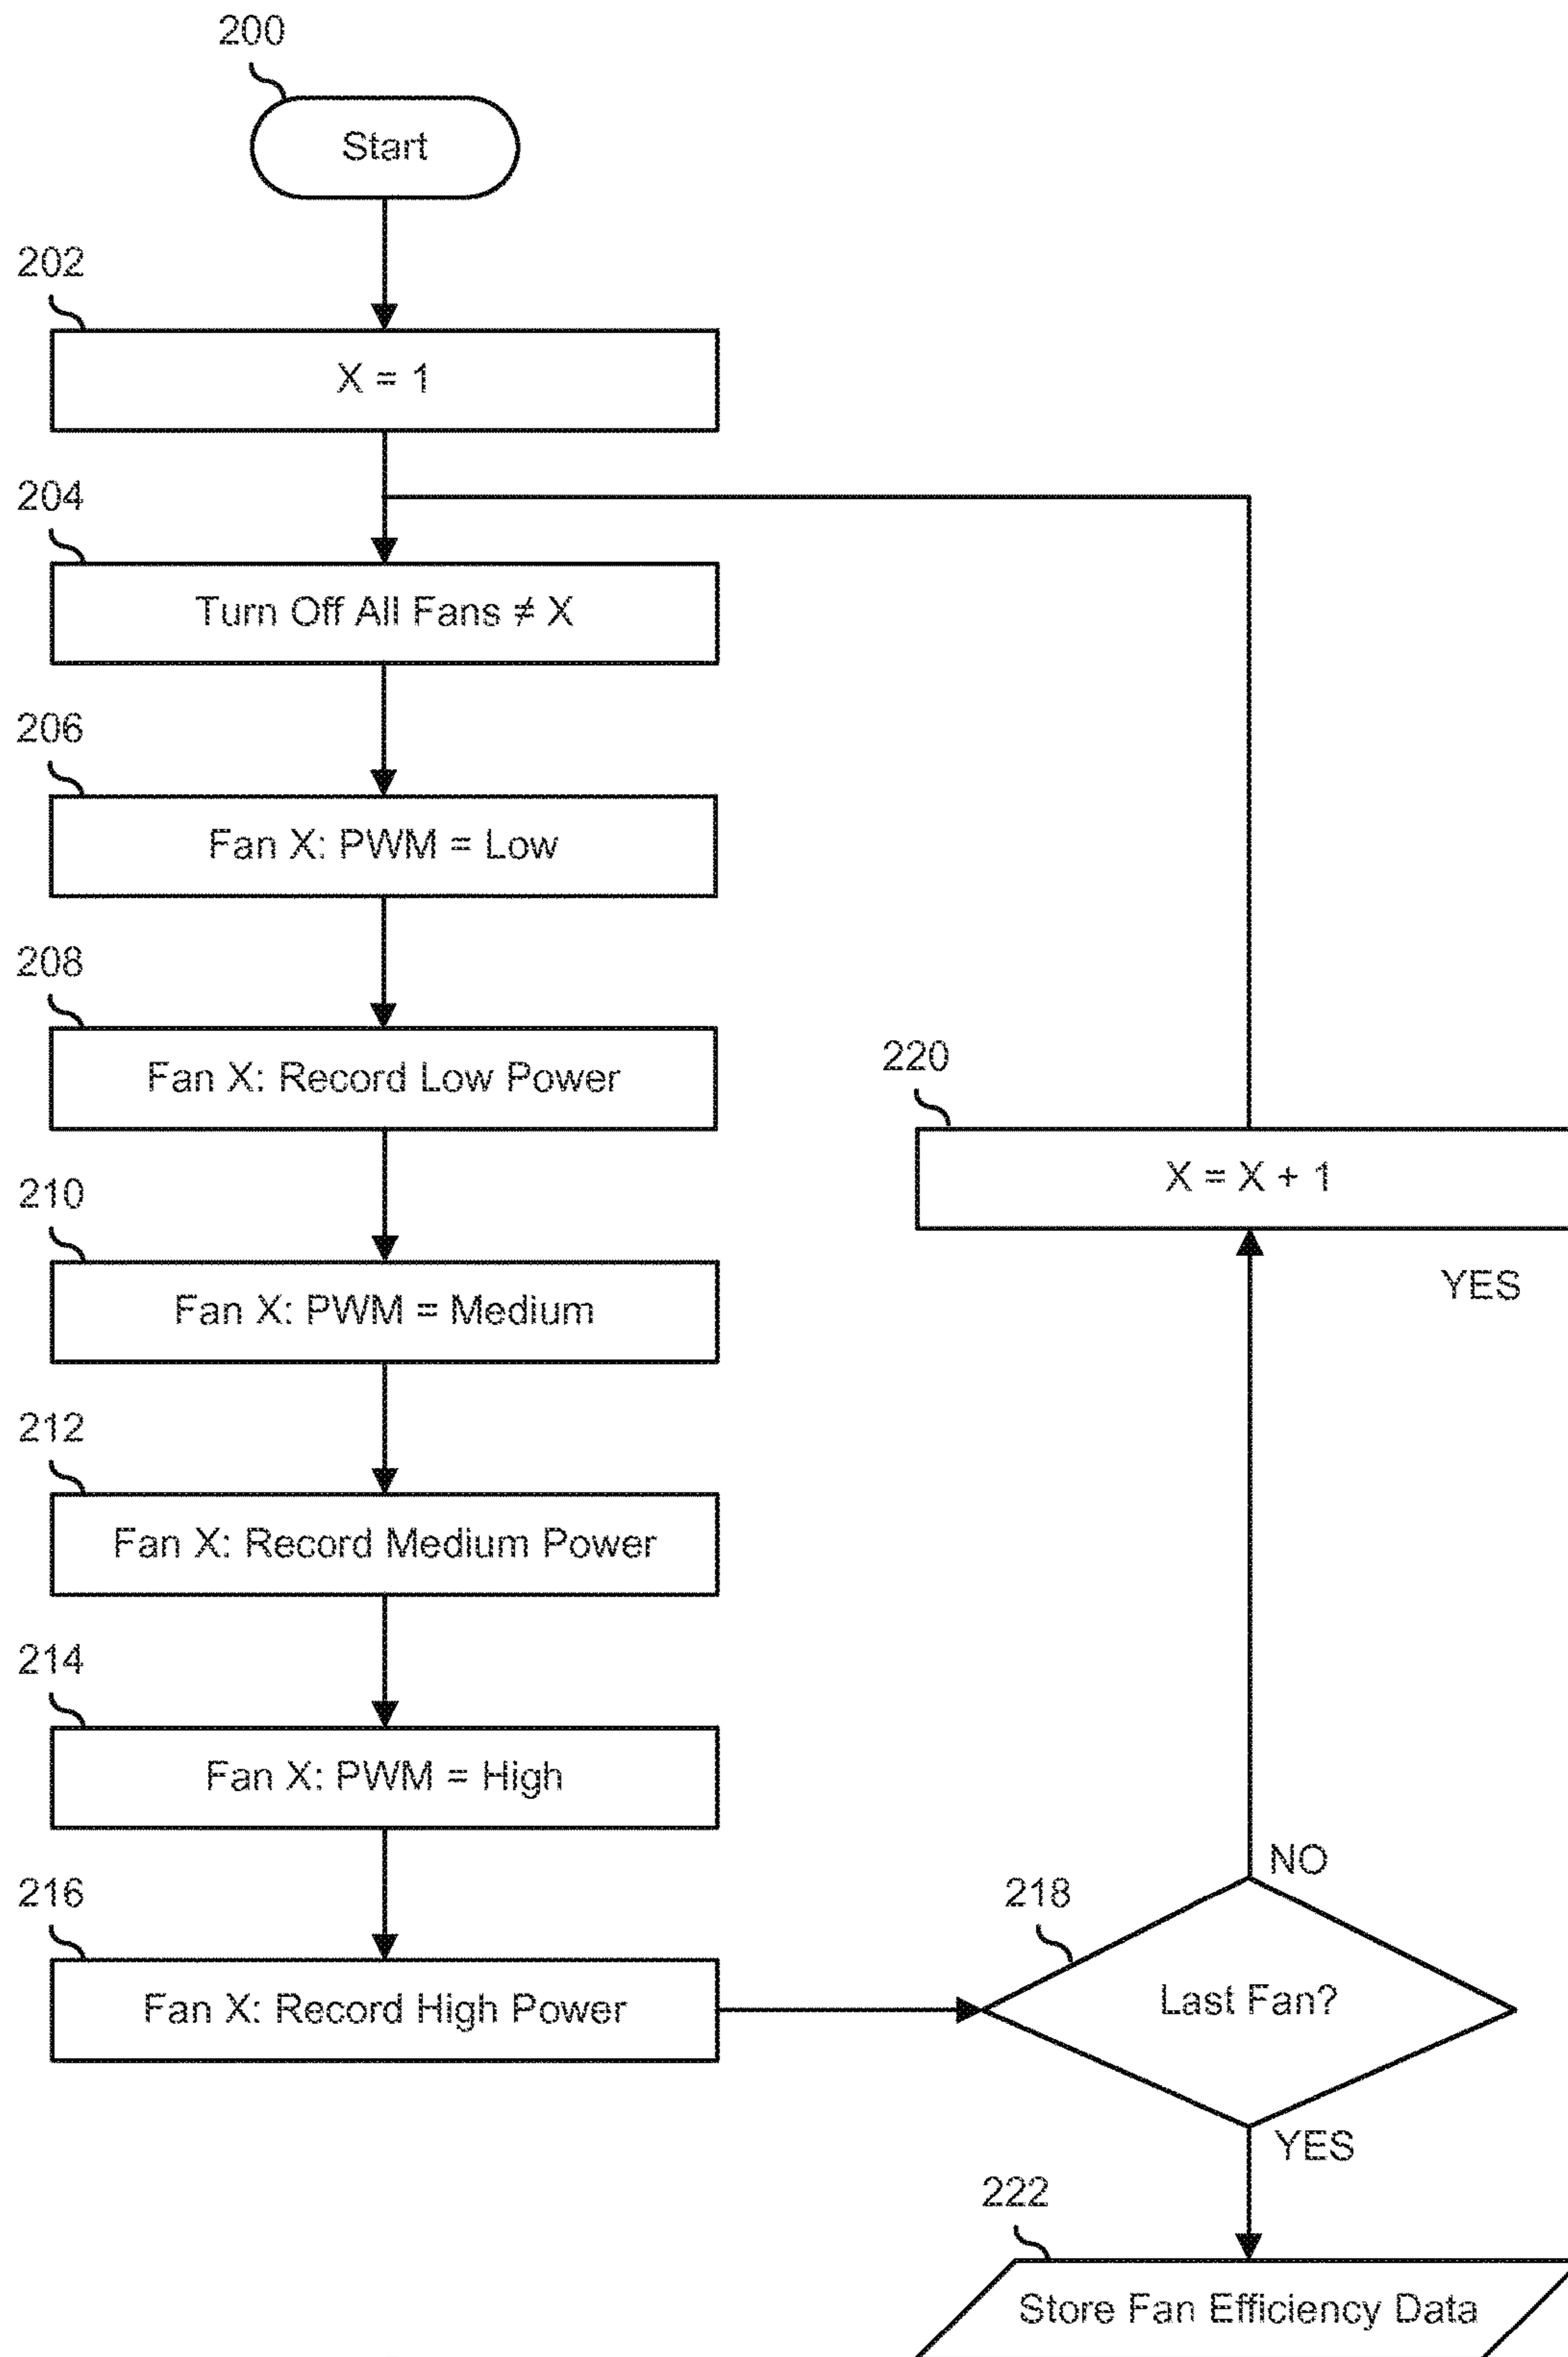 200
Start
202
X = 1
204
Turn Off All Fans ≠ X
206
Fan X: PWM = Low
208
Fan X: Record Low Power
210
Fan X: PWM = Medium
212
Fan X: Record Medium Power
214
Fan X: PWM = High
216
Fan X: Record High Power
220
X = X + 1
YES
NO
218
Last Fan?
YES
222
Store Fan Efficiency Data